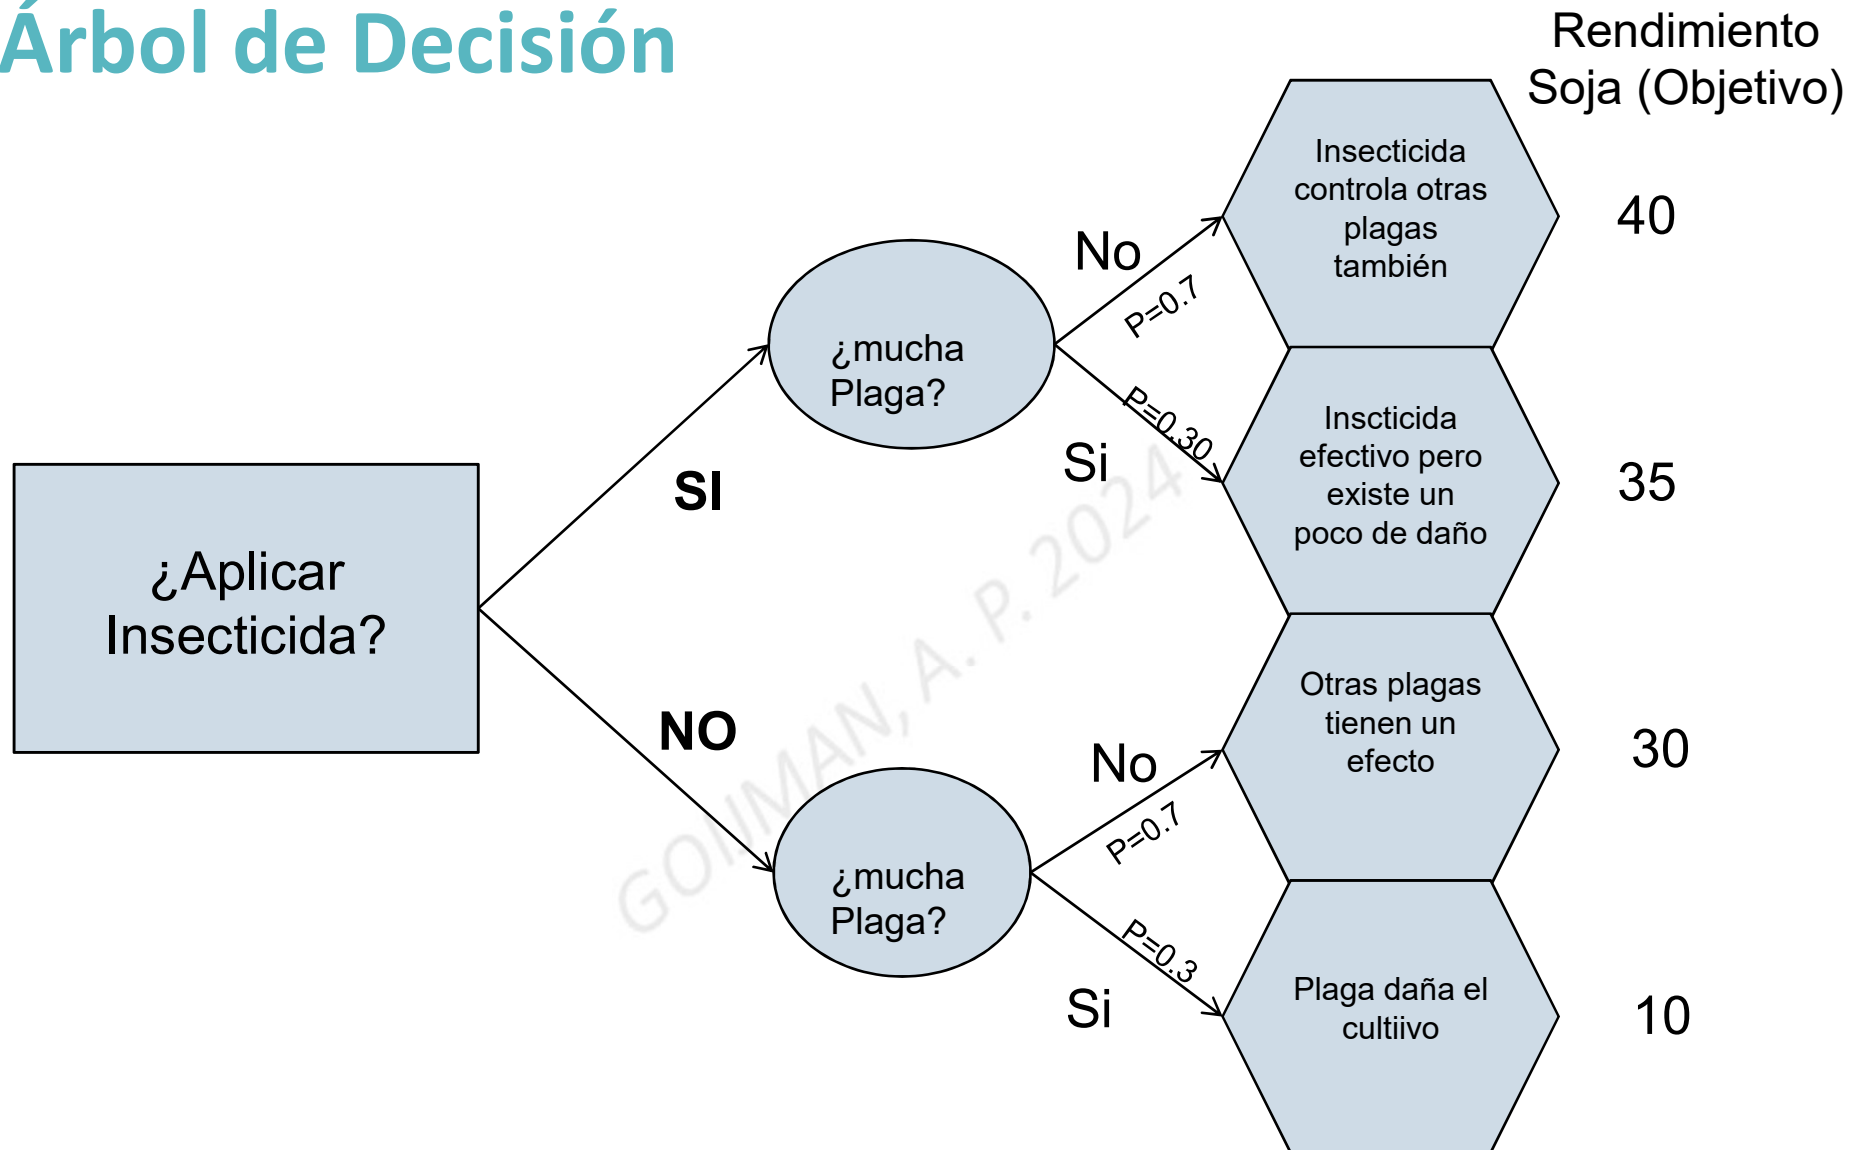 Árbol de Decisión
Rendimiento
Soja (Objetivo)
Insecticida
controla otras
plagas
también
40
No
P=0.7
¿mucha
Plaga?
P=0.30
Si
Inscticida
efectivo pero
existe un
poco de daño
35
SI
¿Aplicar
Insecticida?
NO
Otras plagas
tienen un
efecto
30
No
P=0.7
¿mucha
Plaga?
P=0.3
Si
Plaga daña el
cultiivo
10
GOIJMAN, A. P. 2024